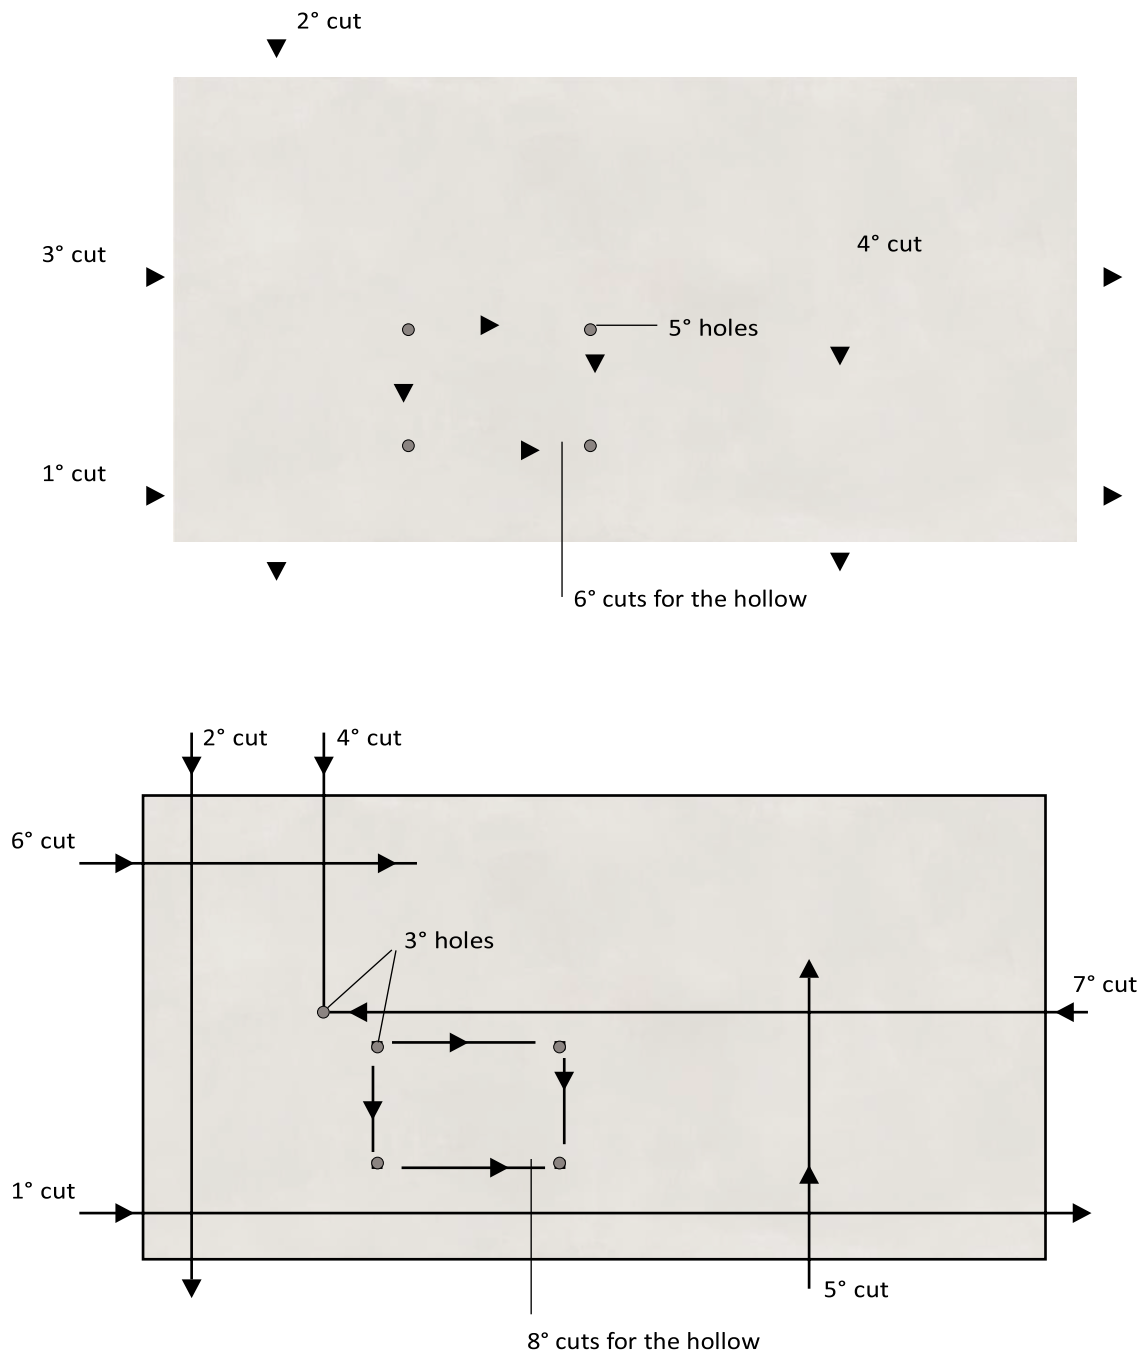 2° cut
3° cut
4° cut
5° holes
1° cut
6° cuts for the hollow
2° cut
4° cut
6° cut
3° holes
7° cut
1° cut
5° cut
8° cuts for the hollow